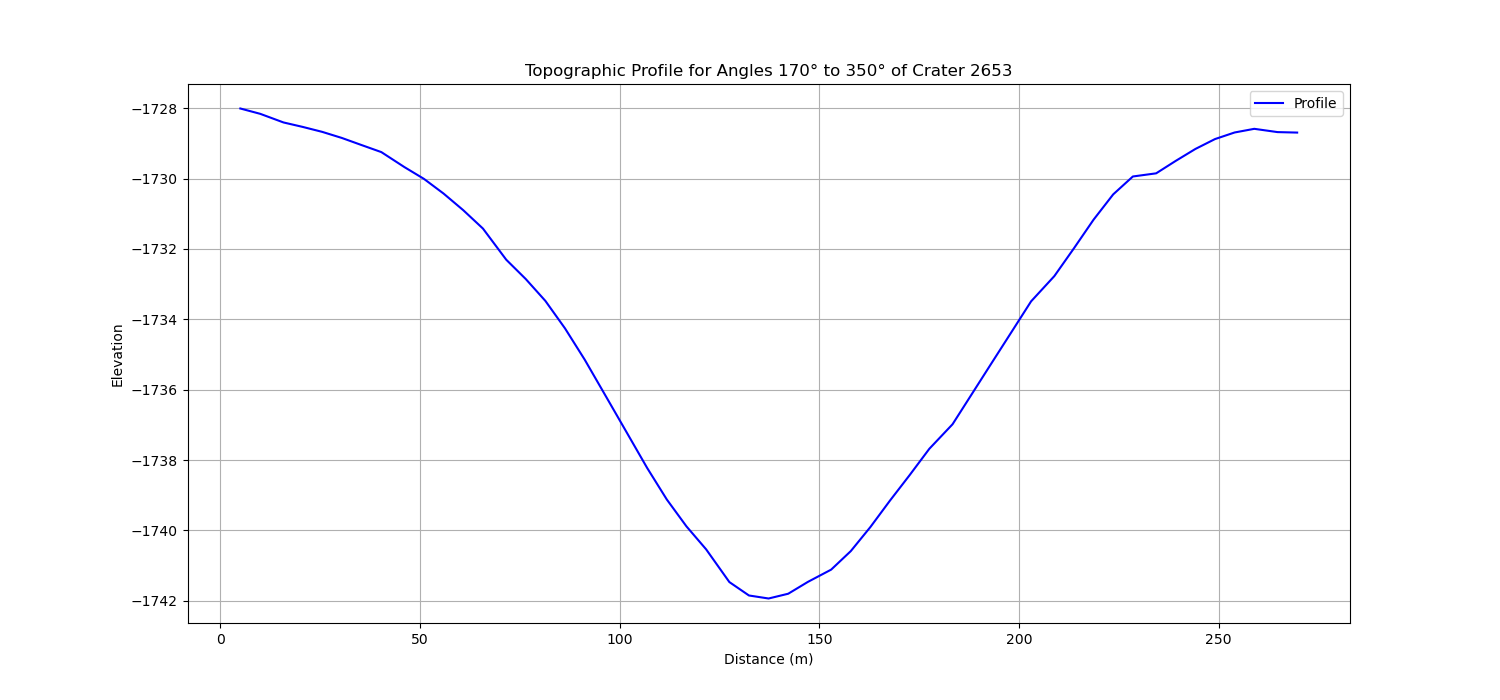 Topographic Profile for Angles 170° to 350° of Crater 2653
Profile
Elevation
−1728
−1730
−1732
−1734
−1736
−1738
−1740
−1742
0 50 100 150 200 250
Distance (m)